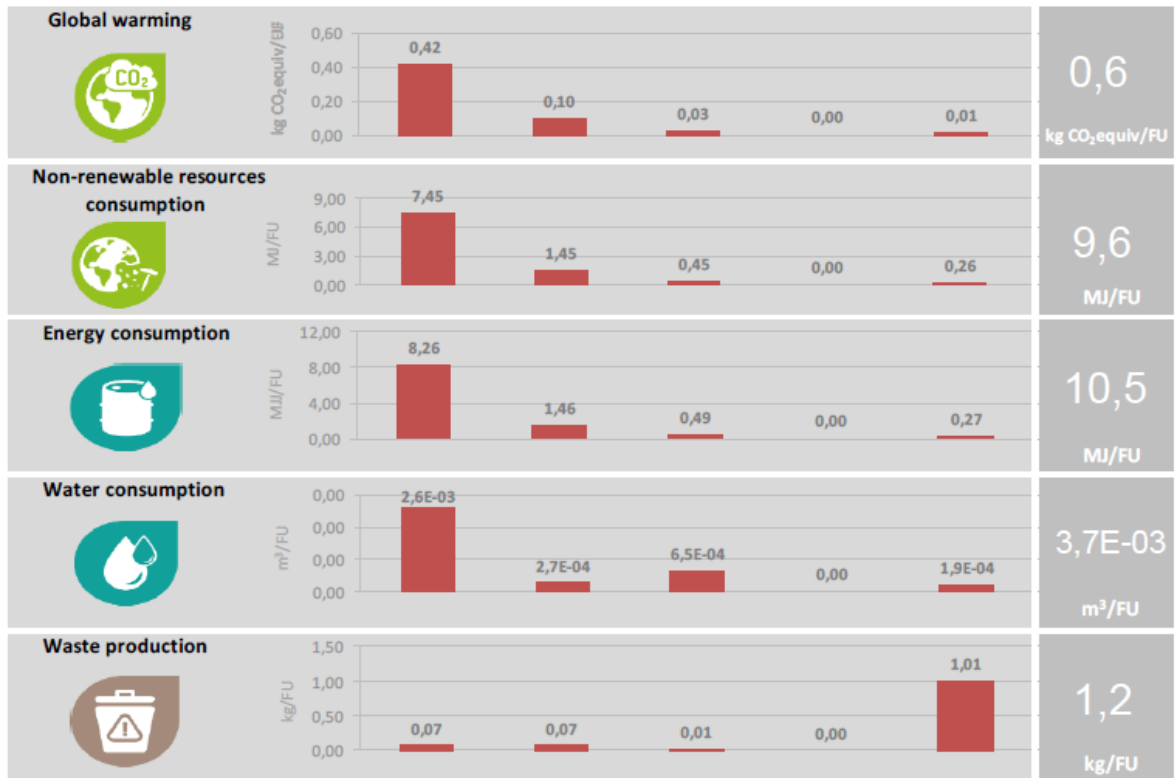 Global warming
CO₂
kg CO₂equiv/FU
0,60
0,40
0,20
0,00
0,42
0,10
0,03
0,00
0,01
0,6
kg CO₂equiv/FU
Non-renewable resources
consumption
MJ/FU
9,00
6,00
3,00
0,00
7,45
1,45
0,45
0,00
0,26
9,6
MJ/FU
Energy consumption
MJJ/FU
12,00
8,00
4,00
0,00
8,26
1,46
0,49
0,00
0,27
10,5
MJ/FU
Water consumption
m³/FU
0,00
0,00
0,00
0,00
2,6E-03
2,7E-04
6,5E-04
0,00
1,9E-04
3,7E-03
m³/FU
Waste production
kg/FU
1,50
1,00
0,50
0,00
0,07
0,07
0,01
0,00
1,01
1,2
kg/FU